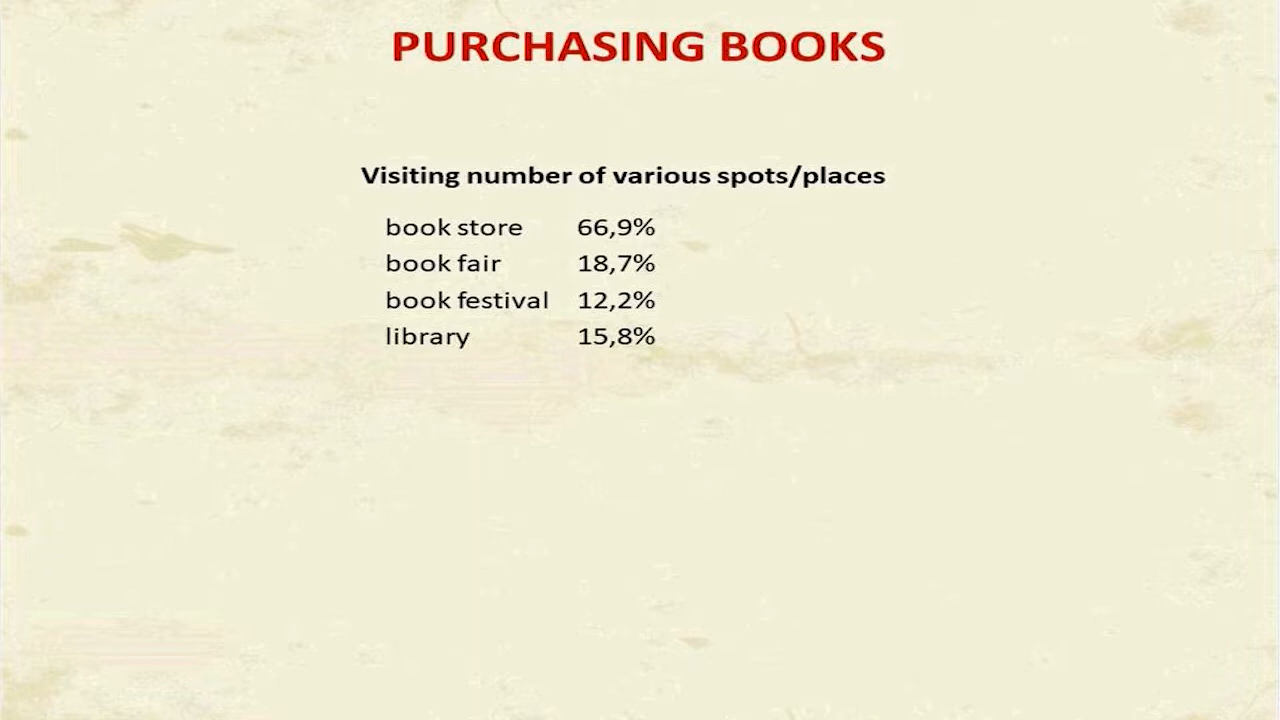 PURCHASING BOOKS
Visiting number of various spots/places
book store 66,9%
book fair 18,7%
book festival 12,2%
library 15,8%